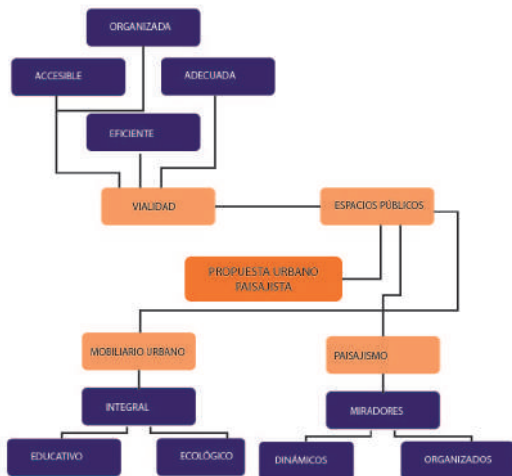 ORGANIZADA
ACCESIBLE
ADECUADA
EFICIENTE
VIALIDAD
ESPACIOS PÚBLICOS
PROPUESTA URBANO
PAISAJISTA
MOBILIARIO URBANO
PAISAJISMO
INTEGRAL
MIRADORES
EDUCATIVO
ECOLÓGICO
DINÁMICOS
ORGANIZADOS